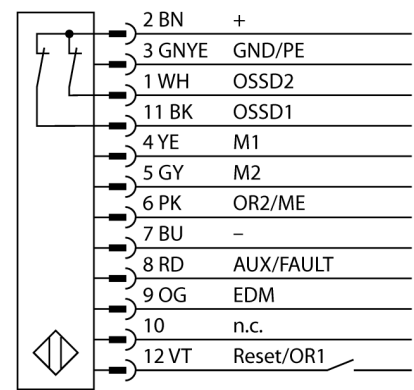 2 BN +
3 GNYE GND/PE
1 WH OSSD2
11 BK OSSD1
4 YE M1
5 GY M2
6 PK OR2/ME
7 BU –
8 RD AUX/FAULT
9 OG EDM
10 n.c.
12 VT Reset/OR1